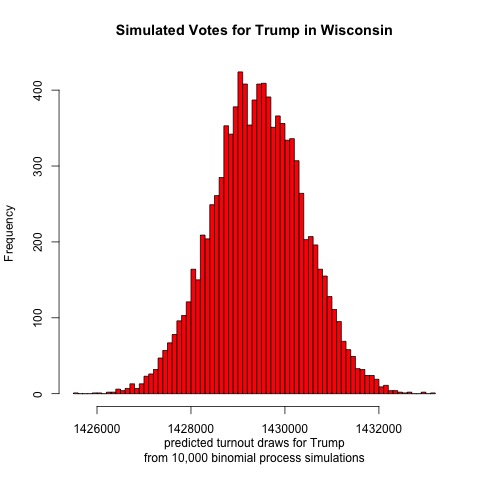 Simulated Votes for Trump in Wisconsin
Frequency
400
300
200
100
0
1426000 1428000 1430000 1432000
predicted turnout draws for Trump
from 10,000 binomial process simulations